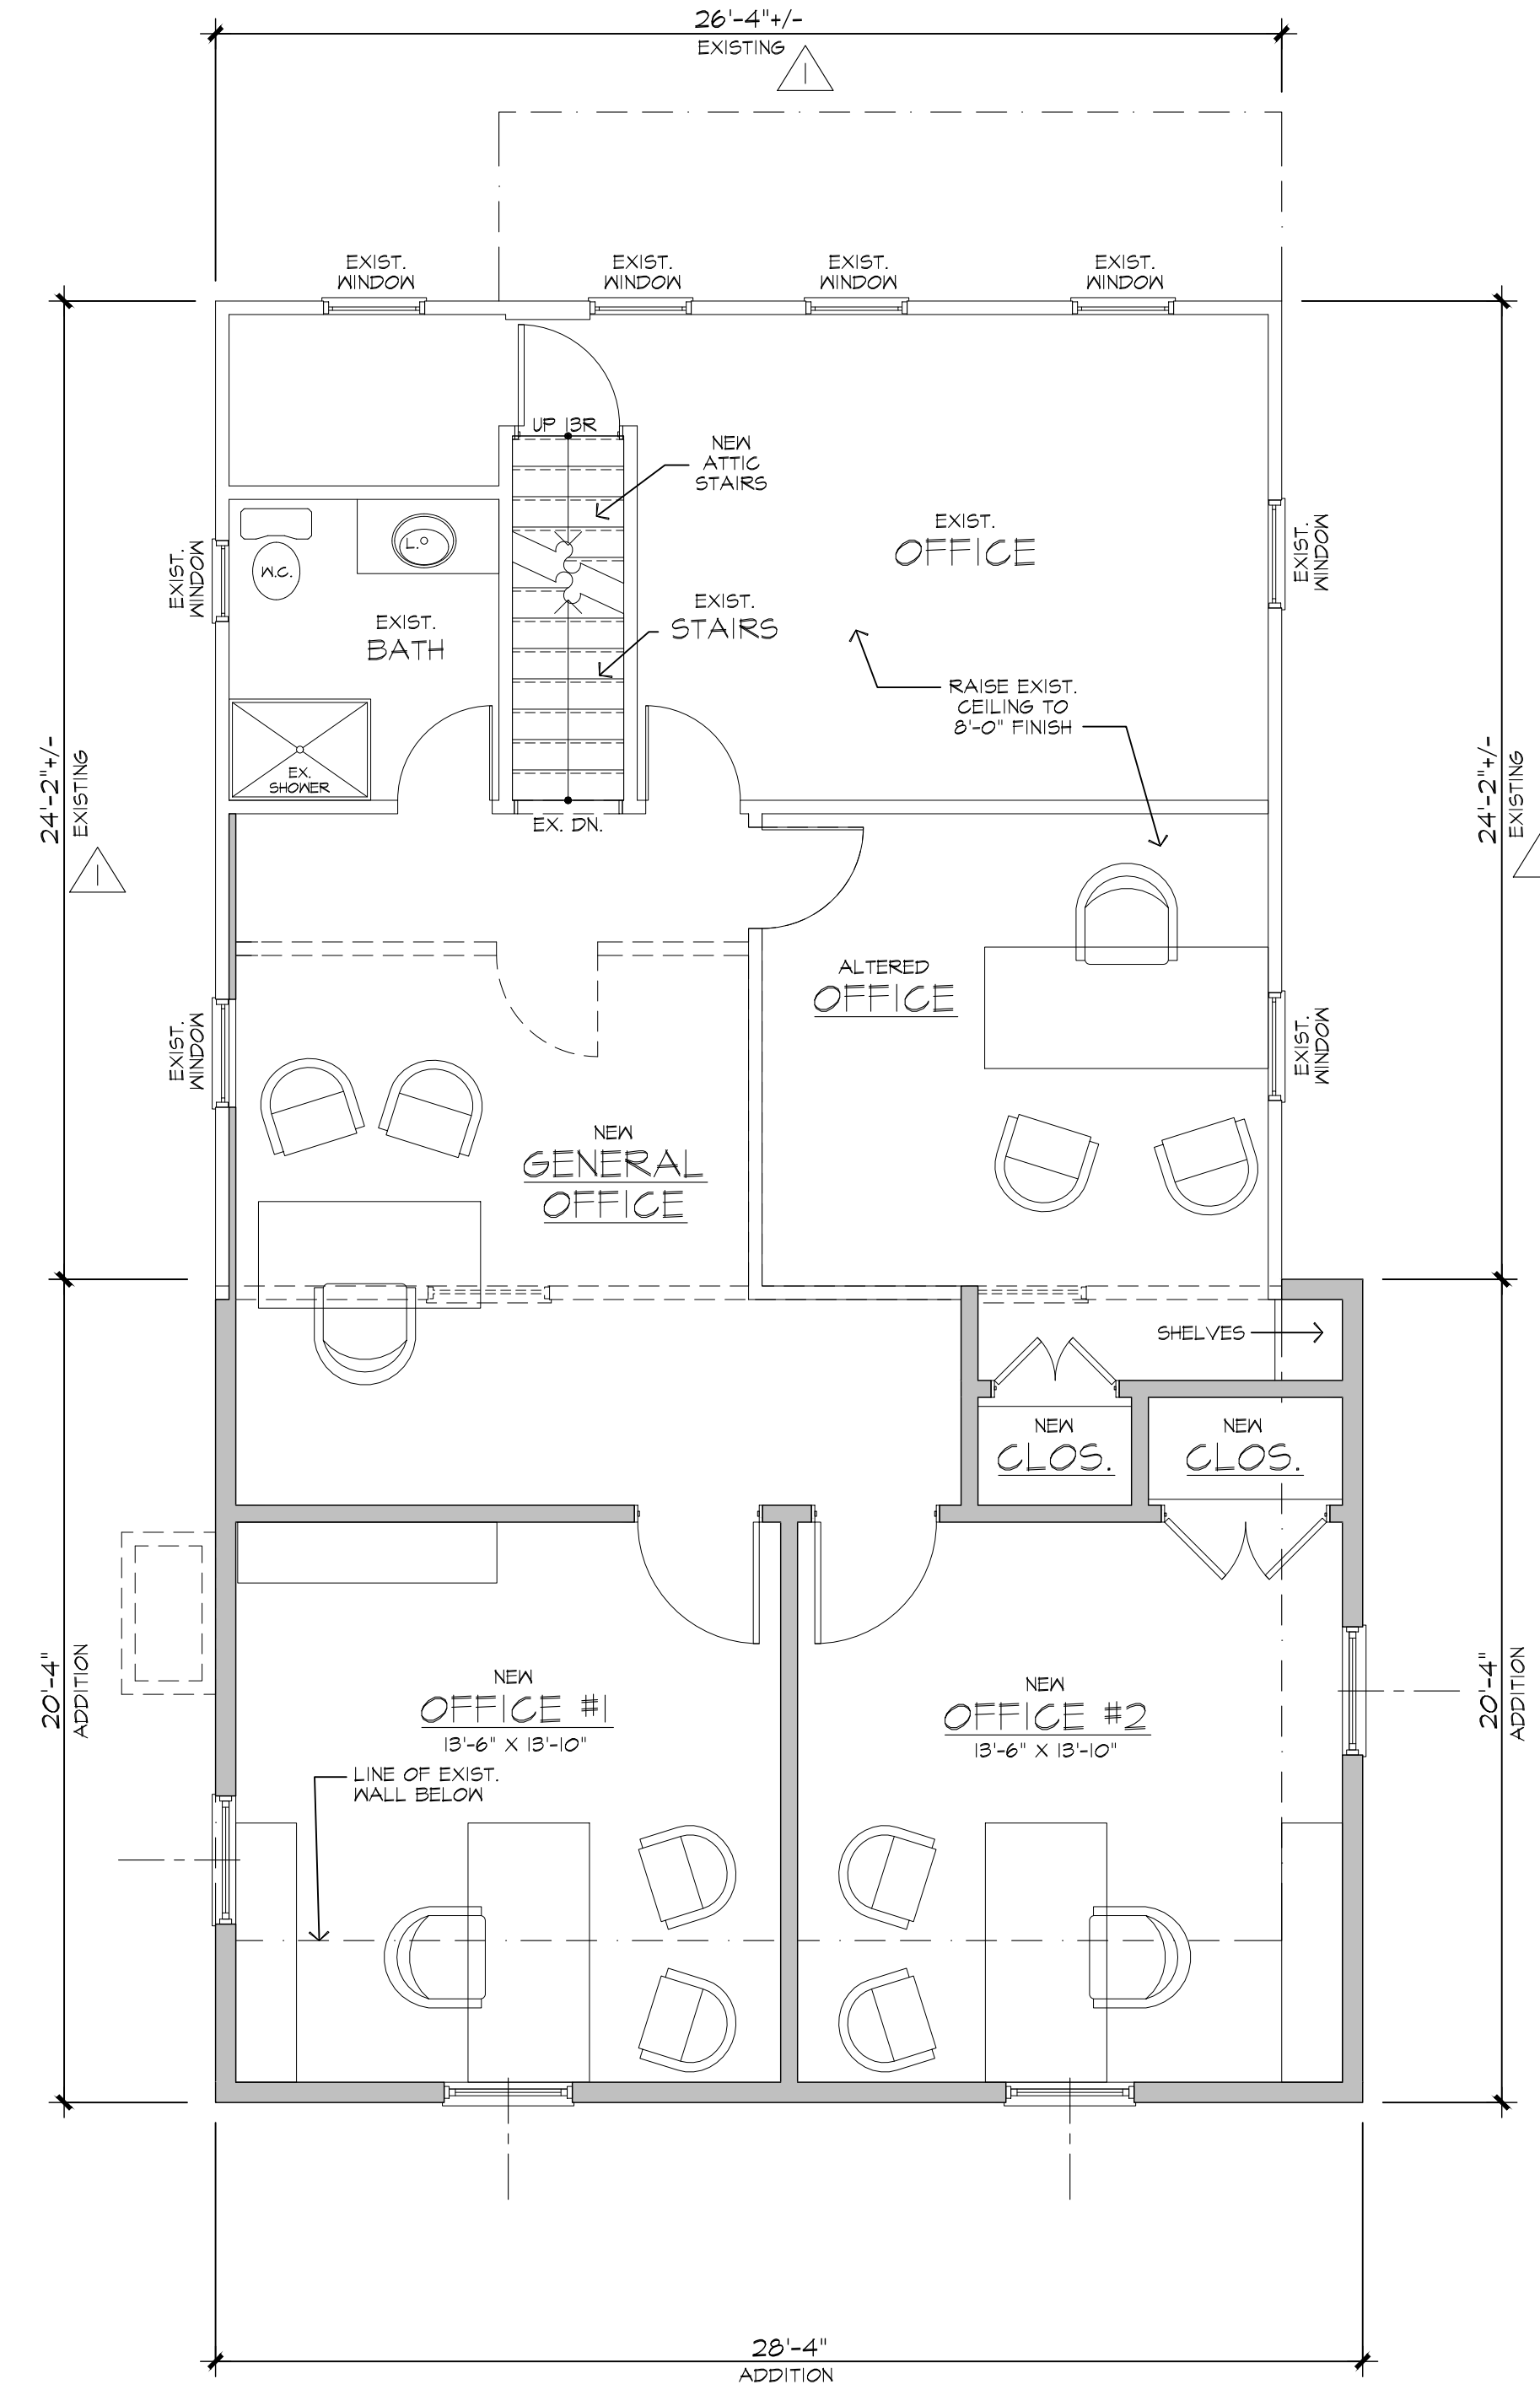 26'-4"+/-
EXISTING
1
EXIST.
WINDOW
EXIST.
WINDOW
EXIST.
WINDOW
EXIST.
WINDOW
UP 13R
NEW
ATTIC
STAIRS
EXIST.
OFFICE
EXIST.
WINDOW
EXIST.
WINDOW
L.
W.C.
EXIST.
BATH
EXIST.
STAIRS
RAISE EXIST.
CEILING TO
8'-0" FINISH
EX.
SHOWER
EX. DN.
24'-2"+/-
EXISTING
1
24'-2"+/-
EXISTING
ALTERED
OFFICE
EXIST.
WINDOW
EXIST.
WINDOW
NEW
GENERAL
OFFICE
SHELVES
NEW
CLOS.
NEW
CLOS.
NEW
OFFICE #1
13'-6" X 13'-10"
NEW
OFFICE #2
13'-6" X 13'-10"
LINE OF EXIST.
WALL BELOW
20'-4"
ADDITION
20'-4"
ADDITION
28'-4"
ADDITION